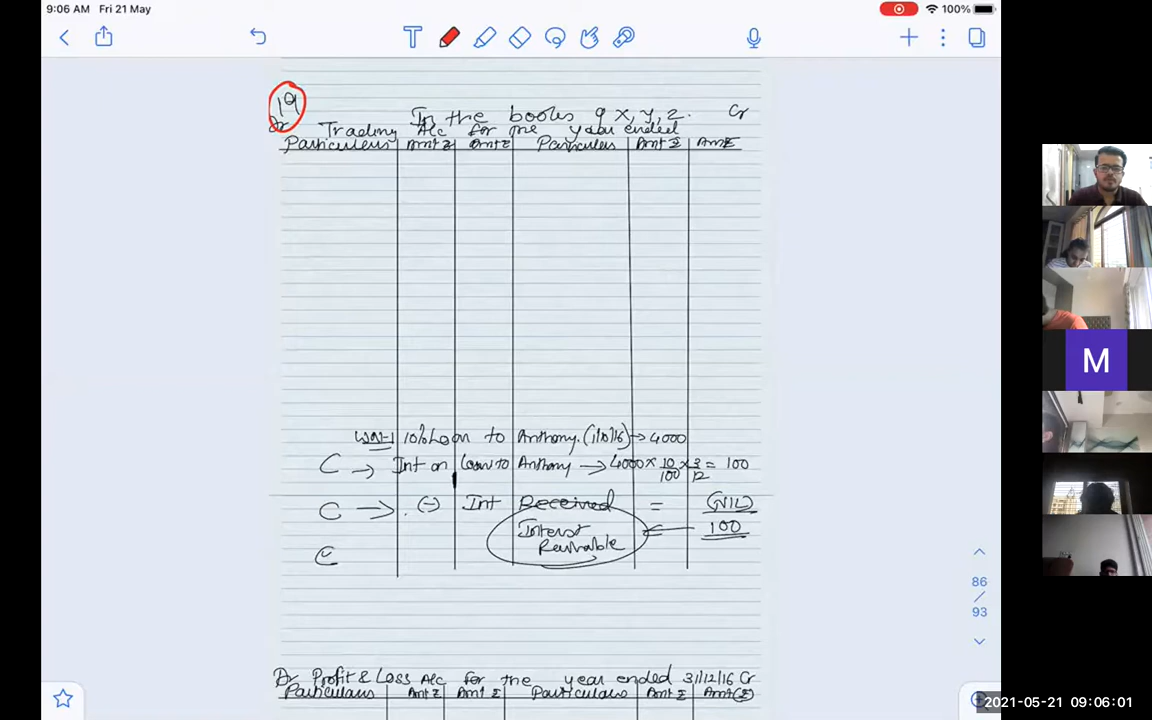 9:06 AM Fri 21 May
100%
19
In the books of X, Y, Z. Cr
Dr Trading A/c for the year ended
Particulars Amt ₹ Amt ₹ Particulars Amt ₹ Amt ₹
WN-1 10% Loan to Anthony. (1/10/16) → 4000
C → Int on Loan to Anthony → 4000 × 10/100 × 3/12 = 100
C → (-) Int Received = (NIL)
Interest 100
Receivable
C
86
/
93
Dr Profit & Loss A/c for the year ended 31/12/16 Cr
Particulars Amt ₹ Amt ₹ Particulars Amt ₹ Amt (₹)
M
2021-05-21 09:06:01